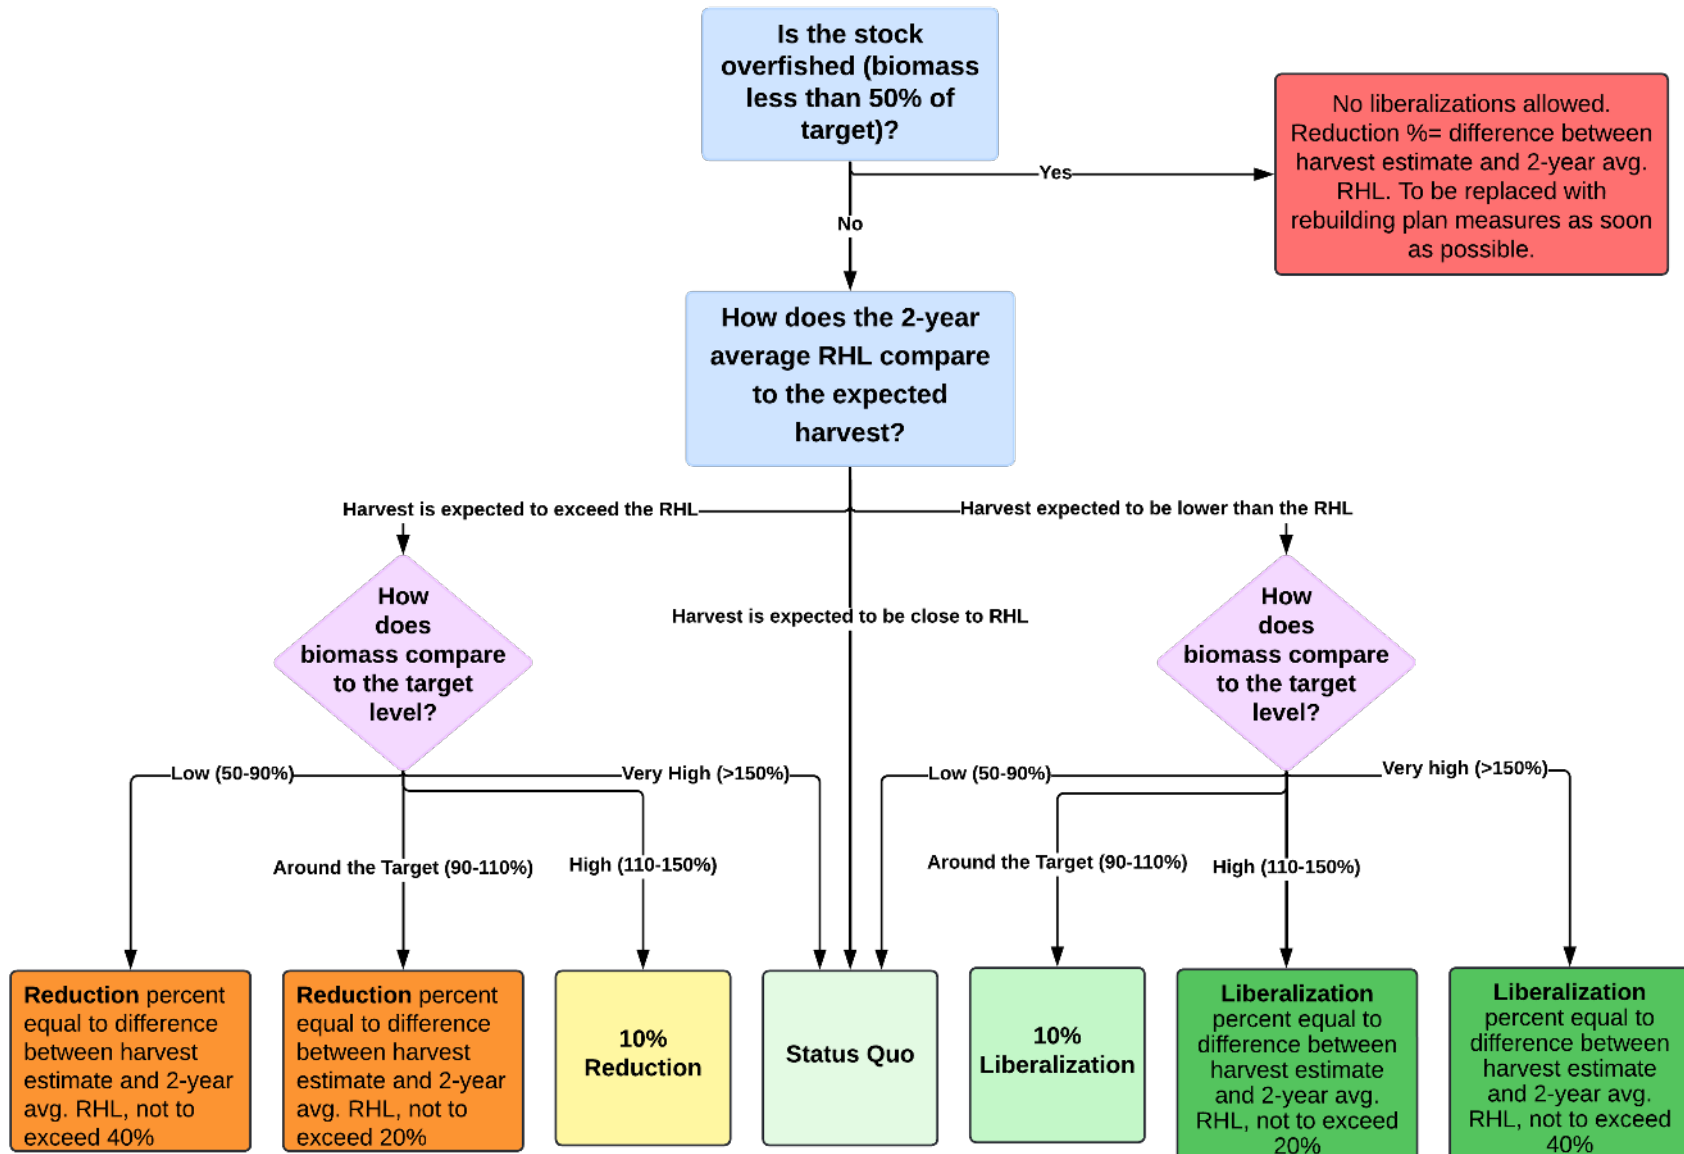 Is the stock
overfished (biomass
less than 50% of
target)?
No liberalizations allowed.
Reduction %= difference between
harvest estimate and 2-year avg.
RHL. To be replaced with
rebuilding plan measures as soon
as possible.
Yes
No
How does the 2-year
average RHL compare
to the expected
harvest?
Harvest is expected to exceed the RHL
Harvest expected to be lower than the RHL
Harvest is expected to be close to RHL
How
does
biomass compare
to the target
level?
How
does
biomass compare
to the target
level?
Low (50-90%)
Very High (>150%)
Around the Target (90-110%)
High (110-150%)
Low (50-90%)
Very high (>150%)
Around the Target (90-110%)
High (110-150%)
Reduction percent
equal to difference
between harvest
estimate and 2-year
avg. RHL, not to
exceed 40%
Reduction percent
equal to difference
between harvest
estimate and 2-year
avg. RHL, not to
exceed 20%
10%
Reduction
Status Quo
10%
Liberalization
Liberalization
percent equal to
difference between
harvest estimate
and 2-year avg.
RHL, not to exceed
20%
Liberalization
percent equal to
difference between
harvest estimate
and 2-year avg.
RHL, not to exceed
40%